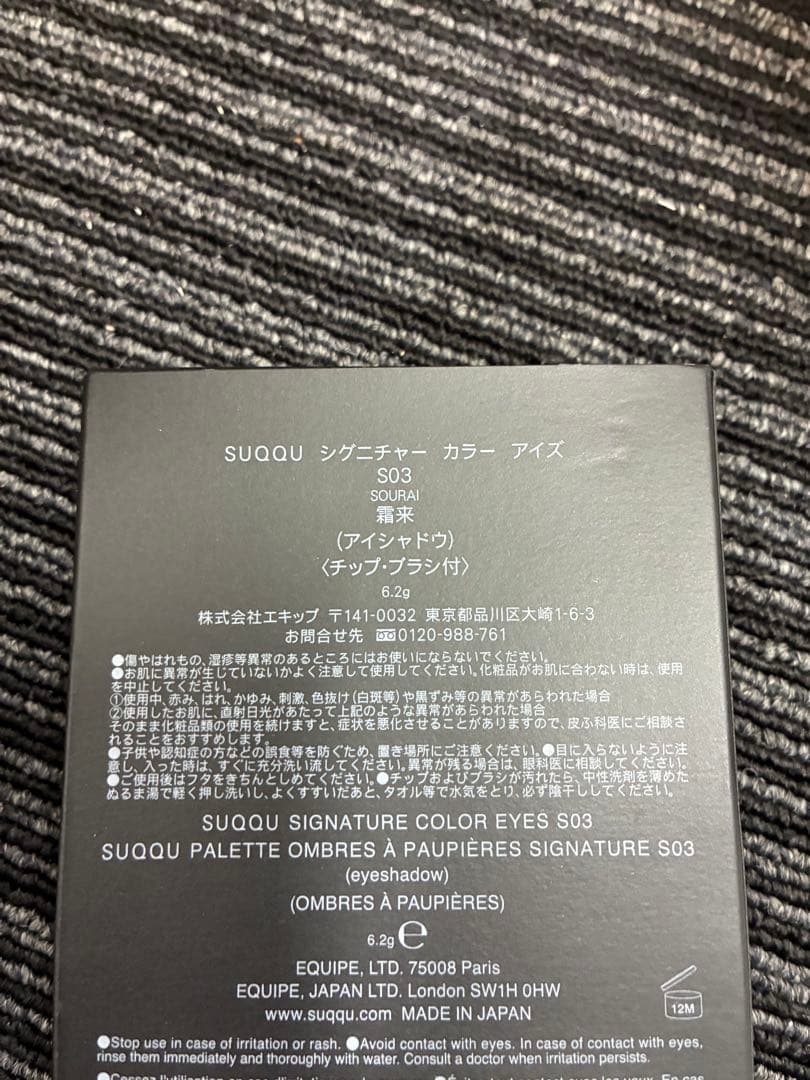 SUQQU シグニチャー カラー アイズ
S03
SOURAI
霜来
(アイシャドウ)
〈チップ・ブラシ付〉
6.2g
株式会社エキップ 〒141-0032 東京都品川区大崎1-6-3
お問合せ先 0120-988-761
●傷やはれもの、湿疹等異常のあるところにはお使いにならないでください。
●お肌に異常が生じていないかよく注意して使用してください。化粧品がお肌に合わない時は、使用
を中止してください。
①使用中、赤み、はれ、かゆみ、刺激、色抜け(白斑等)や黒ずみ等の異常があらわれた場合
②使用したお肌に、直射日光があたって上記のような異常があらわれた場合
そのまま化粧品類の使用を続けますと、症状を悪化させることがありますので、皮ふ科医にご相談さ
れることをおすすめします。
●子供や認知症の方などの誤食等を防ぐため、置き場所にご注意ください。●目に入らないように注
意し、入った時は、すぐに充分洗い流してください。異常が残る場合は、眼科医に相談してください。
●ご使用後はフタをきちんとしめてください。●チップおよびブラシが汚れたら、中性洗剤を薄めた
ぬるま湯で軽く押し洗いし、よくすすいだあと、タオル等で水気をとり、必ず陰干ししてください。
SUQQU SIGNATURE COLOR EYES S03
SUQQU PALETTE OMBRES À PAUPIÈRES SIGNATURE S03
(eyeshadow)
(OMBRES À PAUPIÈRES)
6.2g ℮
EQUIPE, LTD. 75008 Paris
EQUIPE, JAPAN LTD. London SW1H 0HW
www.suqqu.com MADE IN JAPAN
12M
●Stop use in case of irritation or rash. ●Avoid contact with eyes. In case of contact with eyes,
rinse them immediately and thoroughly with water. Consult a doctor when irritation persists.